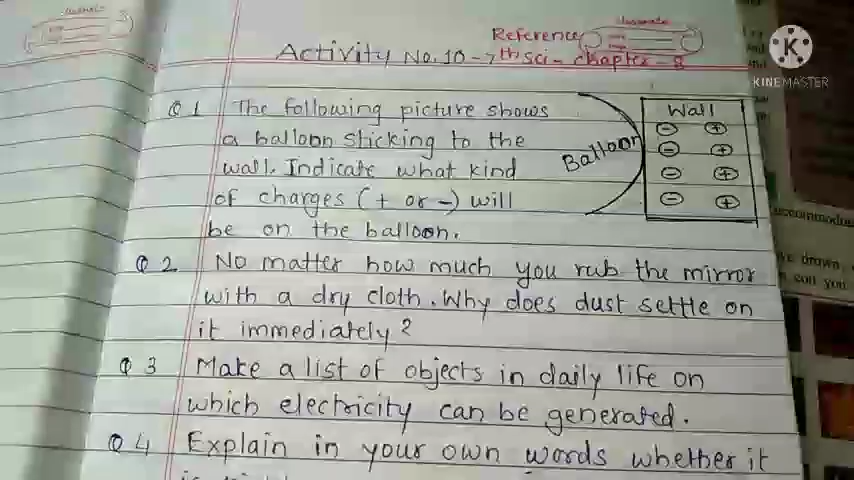 classmate
Reference
classmate
Activity No. 10 - 7th sci - chapter - 8
KINEMASTER
Q 1 The following picture shows
a balloon sticking to the
wall. Indicate what kind
of charges (+ or -) will
be on the balloon.
Balloon
Wall
⊖ ⊕
⊖ ⊕
⊖ ⊕
⊖ ⊕
Q 2 No matter how much you rub the mirror
with a dry cloth. Why does dust settle on
it immediately?
Q 3 Make a list of objects in daily life on
which electricity can be generated.
Q 4 Explain in your own words whether it